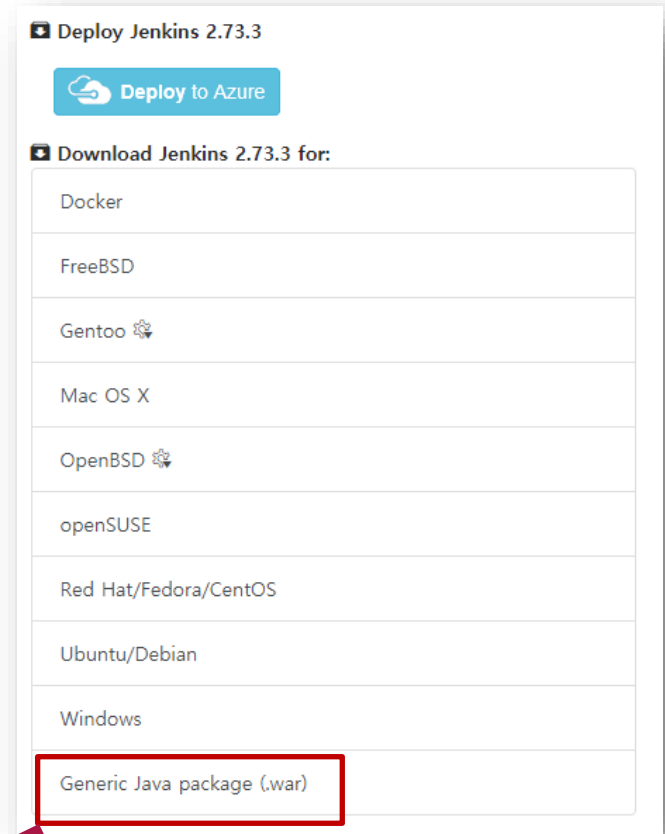 Deploy Jenkins 2.73.3
Deploy to Azure
Download Jenkins 2.73.3 for:
Docker
FreeBSD
Gentoo
Mac OS X
OpenBSD
openSUSE
Red Hat/Fedora/CentOS
Ubuntu/Debian
Windows
Generic Java package (.war)